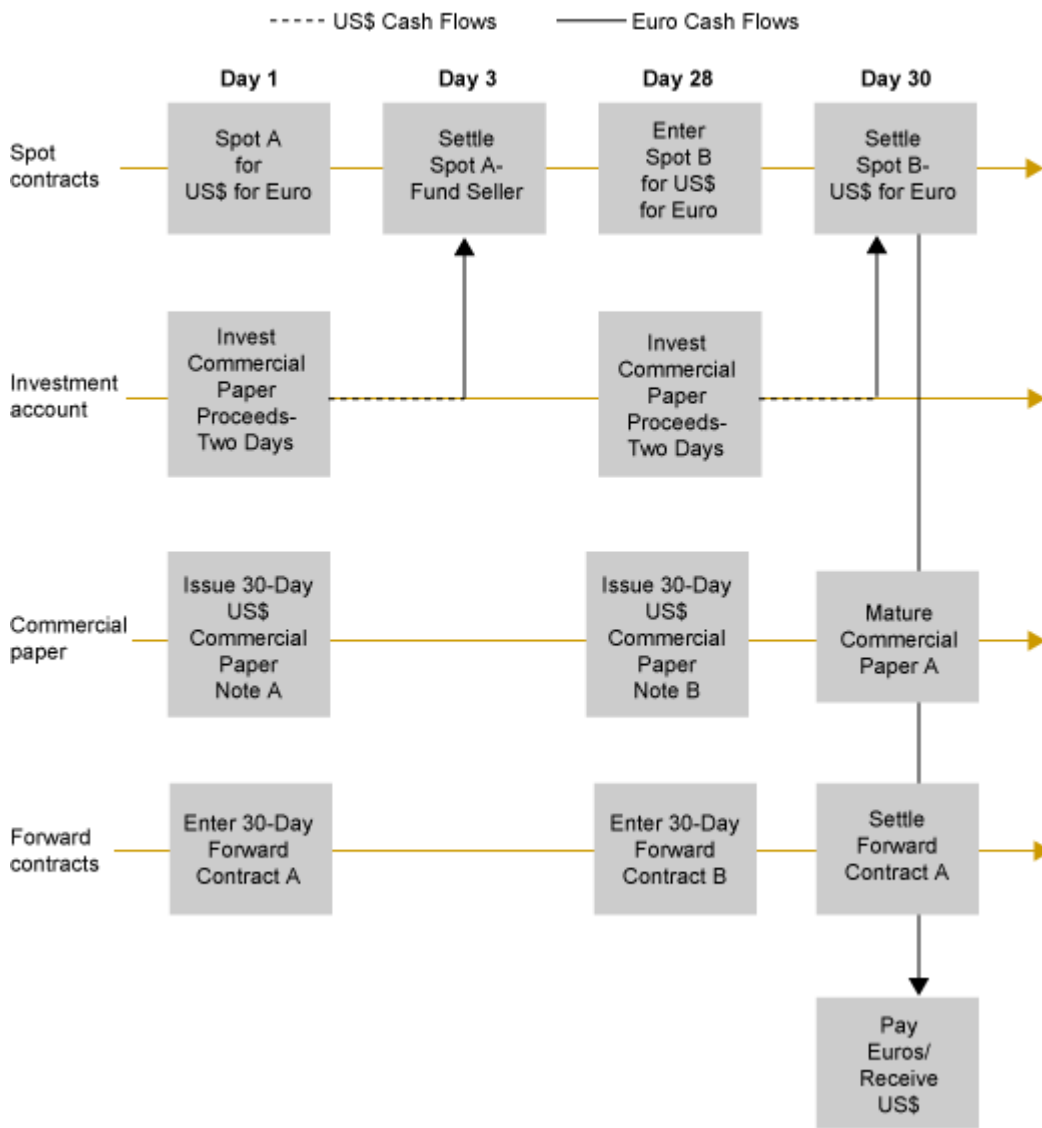 US$ Cash Flows
Euro Cash Flows
Day 1
Day 3
Day 28
Day 30
Spot
contracts
Spot A
for
US$ for Euro
Settle
Spot A-
Fund Seller
Enter
Spot B
for US$
for Euro
Settle
Spot B-
US$ for Euro
Investment
account
Invest
Commercial
Paper
Proceeds-
Two Days
Invest
Commercial
Paper
Proceeds-
Two Days
Commercial
paper
Issue 30-Day
US$
Commercial
Paper
Note A
Issue 30-Day
US$
Commercial
Paper
Note B
Mature
Commercial
Paper A
Forward
contracts
Enter 30-Day
Forward
Contract A
Enter 30-Day
Forward
Contract B
Settle
Forward
Contract A
Pay
Euros/
Receive
US$